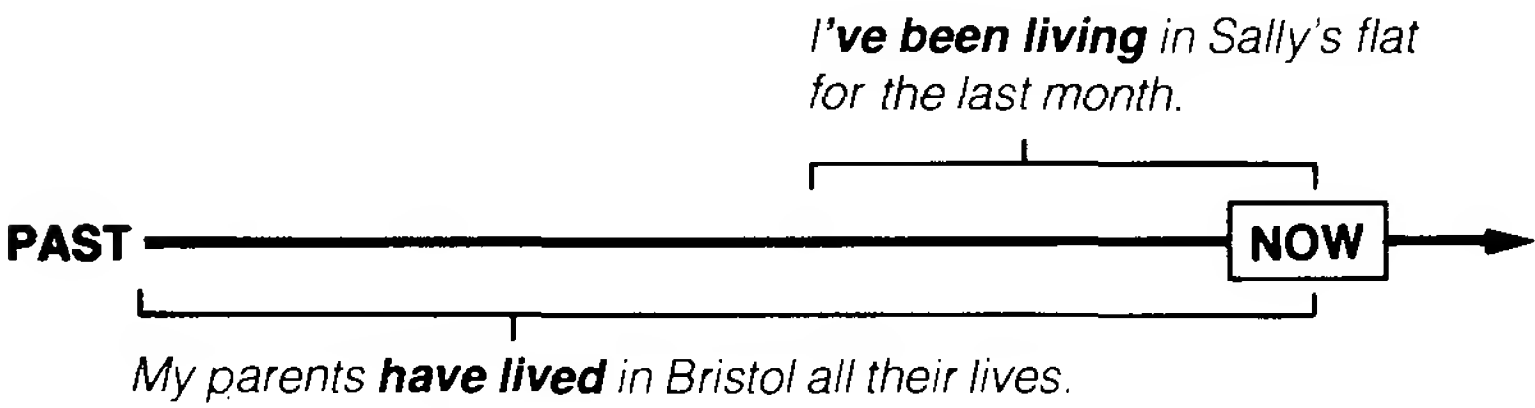 I've been living in Sally's flat
for the last month.
PAST NOW
My parents have lived in Bristol all their lives.